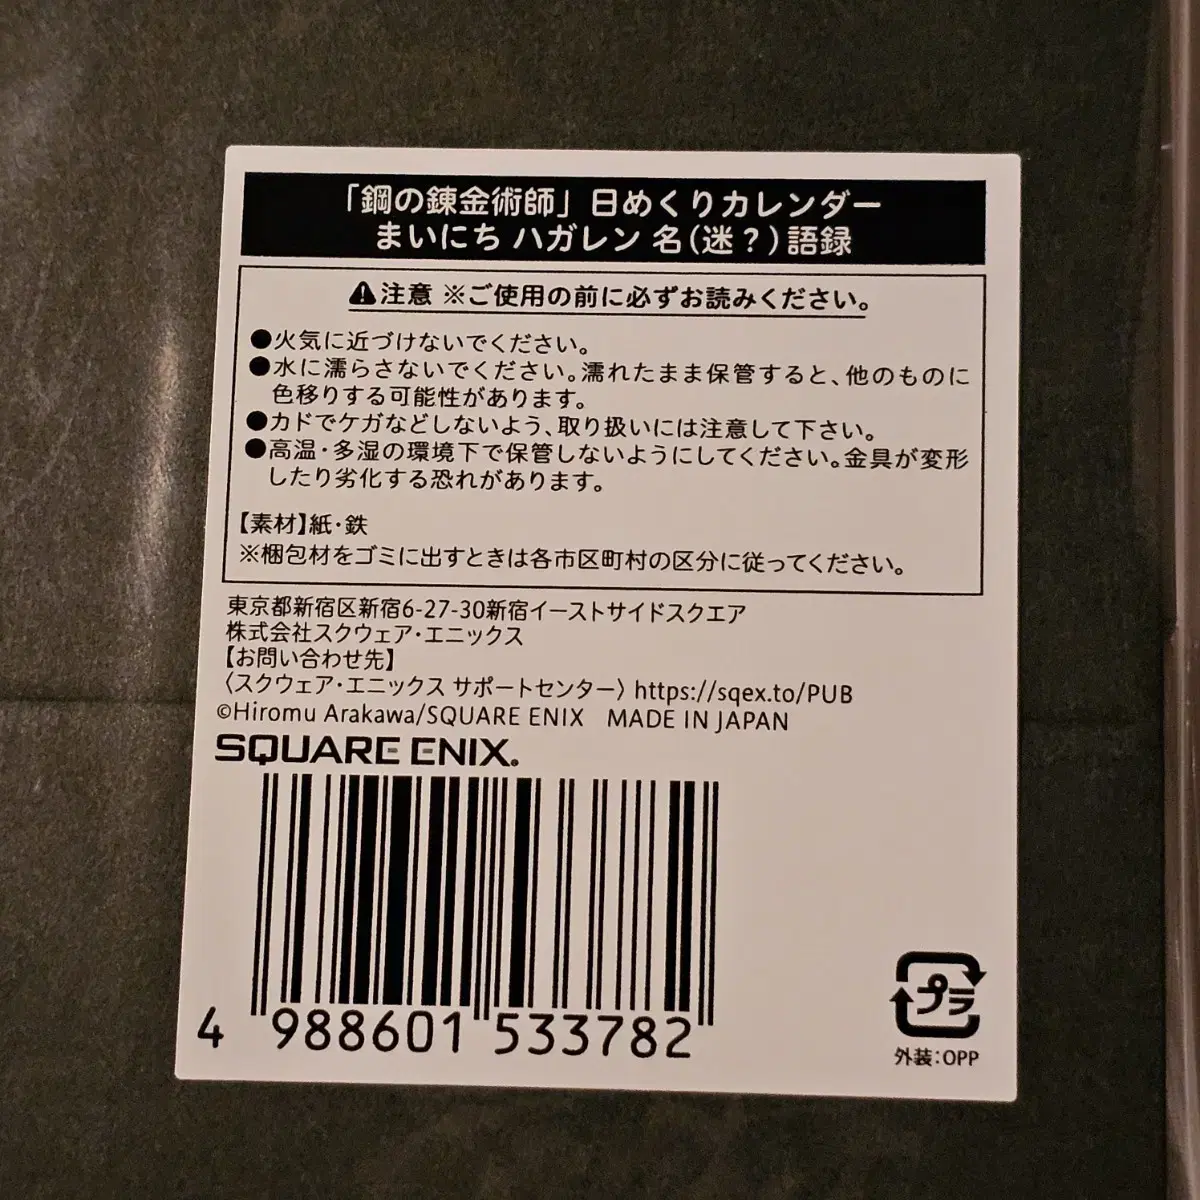 「鋼の錬金術師」日めくりカレンダー
まいにち ハガレン 名(迷?)語録
⚠注意 ※ご使用の前に必ずお読みください。
●火気に近づけないでください。
●水に濡らさないでください。濡れたまま保管すると、他のものに
色移りする可能性があります。
●カドでケガなどしないよう、取り扱いには注意して下さい。
●高温・多湿の環境下で保管しないようにしてください。金具が変形
したり劣化する恐れがあります。
【素材】紙・鉄
※梱包材をゴミに出すときは各市区町村の区分に従ってください。
東京都新宿区新宿6-27-30新宿イーストサイドスクエア
株式会社スクウェア・エニックス
【お問い合わせ先】
〈スクウェア・エニックス サポートセンター〉https://sqex.to/PUB
©Hiromu Arakawa/SQUARE ENIX MADE IN JAPAN
SQUARE ENIX.
4 988601 533782
プラ
外装:OPP